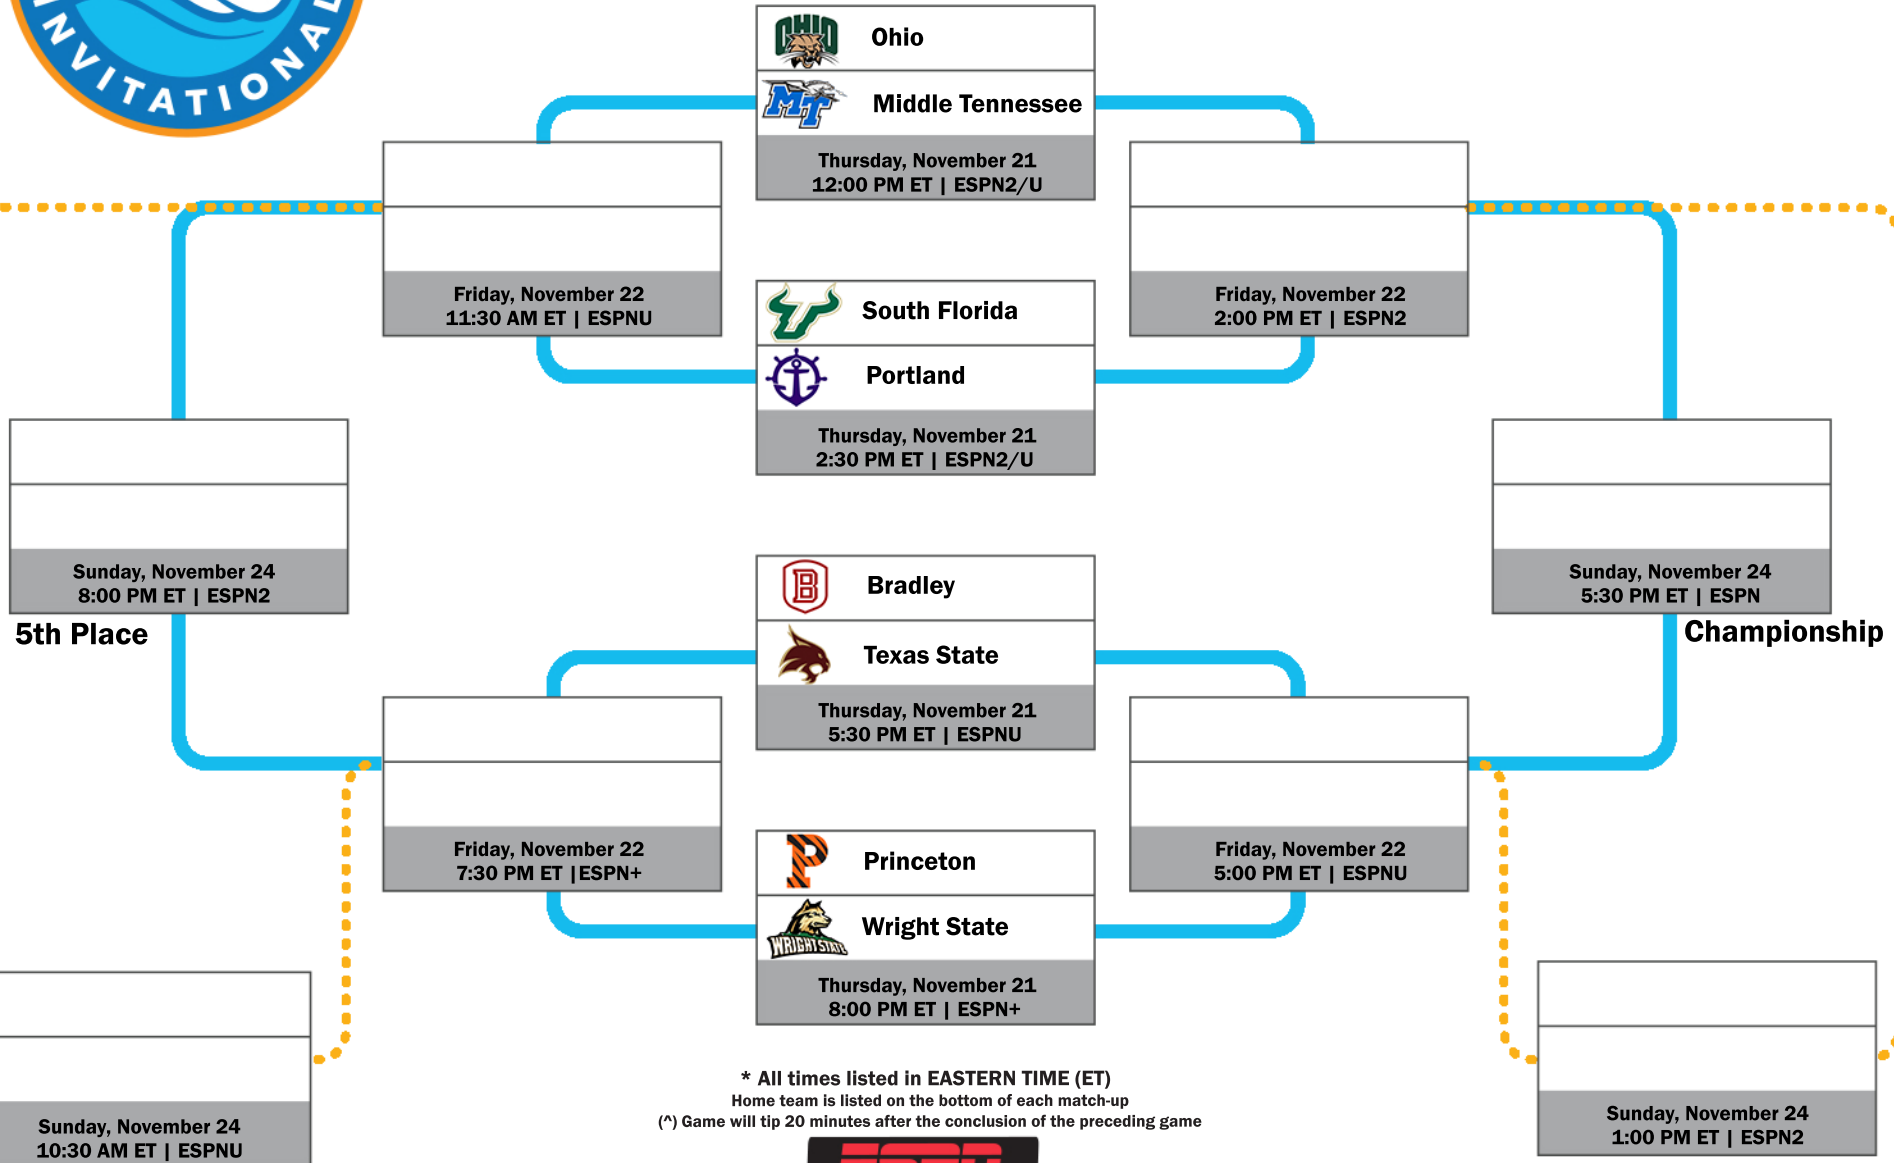 INVITATIONAL
OHIO
Ohio
MT
Middle Tennessee
Thursday, November 21
12:00 PM ET | ESPN2/U
Friday, November 22
11:30 AM ET | ESPNU
Friday, November 22
2:00 PM ET | ESPN2
South Florida
Portland
Thursday, November 21
2:30 PM ET | ESPN2/U
Sunday, November 24
8:00 PM ET | ESPN2
5th Place
Sunday, November 24
5:30 PM ET | ESPN
Championship
B
Bradley
Texas State
Thursday, November 21
5:30 PM ET | ESPNU
Friday, November 22
7:30 PM ET |ESPN+
Friday, November 22
5:00 PM ET | ESPNU
P
Princeton
WRIGHT STATE
Wright State
Thursday, November 21
8:00 PM ET | ESPN+
Sunday, November 24
10:30 AM ET | ESPNU
Sunday, November 24
1:00 PM ET | ESPN2
* All times listed in EASTERN TIME (ET)
Home team is listed on the bottom of each match-up
(^) Game will tip 20 minutes after the conclusion of the preceding game
ESPN